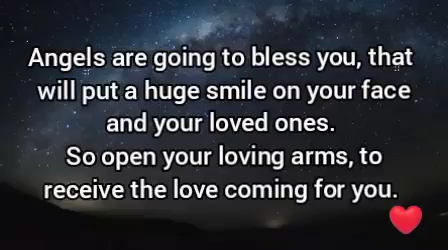 Angels are going to bless you, that
will put a huge smile on your face
and your loved ones.
So open your loving arms, to
receive the love coming for you.